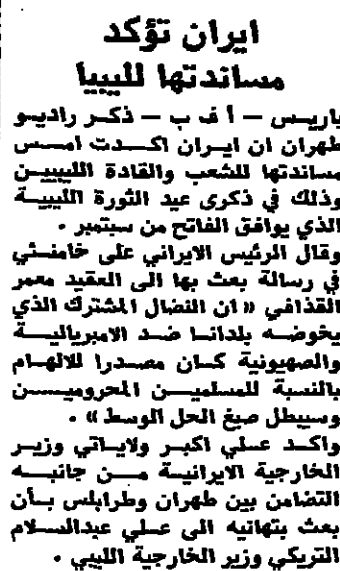 ايران تؤكد
مساندتها لليبيا
باريس — أ ف ب — ذكر راديو
طهران ان ايران اكدت امس
مساندتها للشعب والقادة الليبيين
وذلك في ذكرى عيد الثورة الليبية
الذي يوافق الفاتح من سبتمبر .
وقال الرئيس الايراني على خامنئي
في رسالة بعث بها الى العقيد معمر
القذافي « ان النضال المشترك الذي
يخوضه بلدانا ضد الامبريالية
والصهيونية كان مصدرا للالهام
بالنسبة للمسلمين المحرومين
وسيبطل صيغ الحل الوسط » .
واكد علي اكبر ولاياتي وزير
الخارجية الايرانية من جانبه
التضامن بين طهران وطرابلس بأن
بعث بتهانيه الى علي عبدالسلام
التريكي وزير الخارجية الليبي .